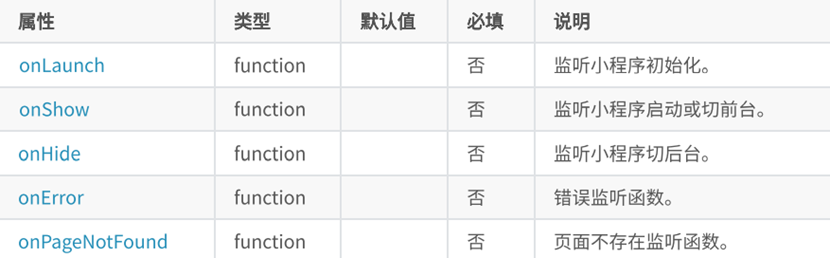 属性 类型 默认值 必填 说明
onLaunch function 否 监听小程序初始化。
onShow function 否 监听小程序启动或切前台。
onHide function 否 监听小程序切后台。
onError function 否 错误监听函数。
onPageNotFound function 否 页面不存在监听函数。